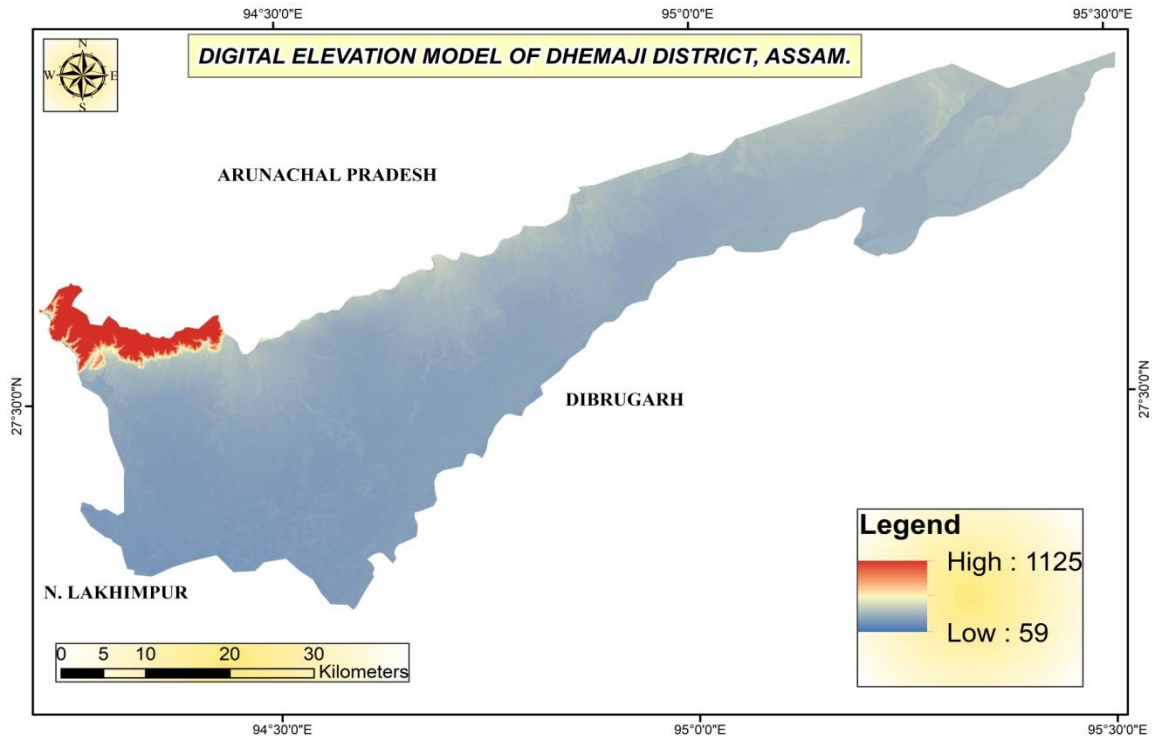 94°30'0"E 95°0'0"E 95°30'0"E
DIGITAL ELEVATION MODEL OF DHEMAJI DISTRICT, ASSAM.
N
W E
S
ARUNACHAL PRADESH
27°30'0"N 27°30'0"N
DIBRUGARH
Legend
High : 1125
Low : 59
N. LAKHIMPUR
0 5 10 20 30
Kilometers
94°30'0"E 95°0'0"E 95°30'0"E